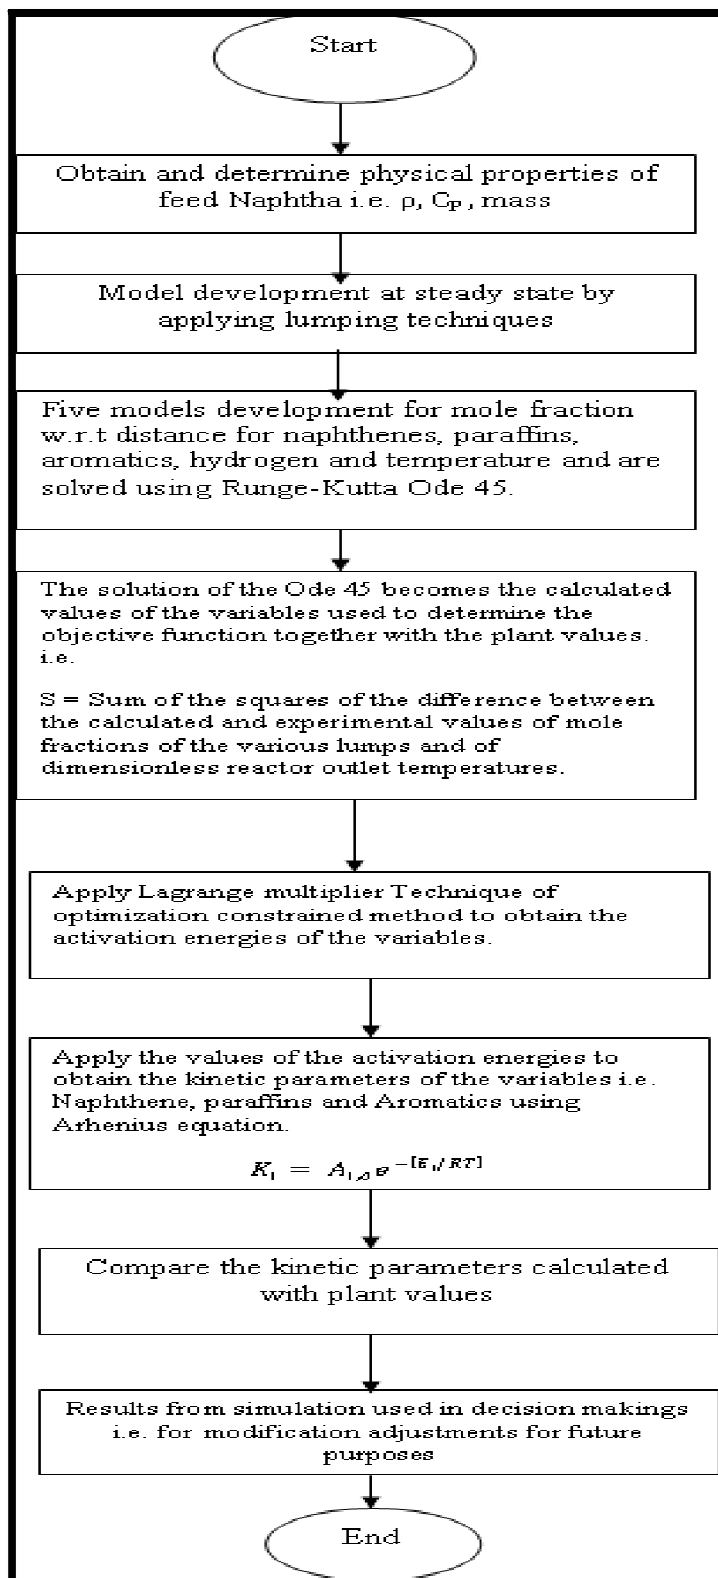 Start
Obtain and determine physical properties of
feed Naphtha i.e. ρ, Cₚ, mass
Model development at steady state by
applying lumping techniques
Five models development for mole fraction
w.r.t distance for naphthenes, paraffins,
aromatics, hydrogen and temperature and are
solved using Runge-Kutta Ode 45.
The solution of the Ode 45 becomes the calculated
values of the variables used to determine the
objective function together with the plant values.
i.e.
S = Sum of the squares of the difference between
the calculated and experimental values of mole
fractions of the various lumps and of
dimensionless reactor outlet temperatures.
Apply Lagrange multiplier Technique of
optimization constrained method to obtain the
activation energies of the variables.
Apply the values of the activation energies to
obtain the kinetic parameters of the variables i.e.
Naphthene, paraffins and Aromatics using
Arhenius equation.
K_i = A_{i,0} e^{-[E_i/RT]}
Compare the kinetic parameters calculated
with plant values
Results from simulation used in decision makings
i.e. for modification adjustments for future
purposes
End